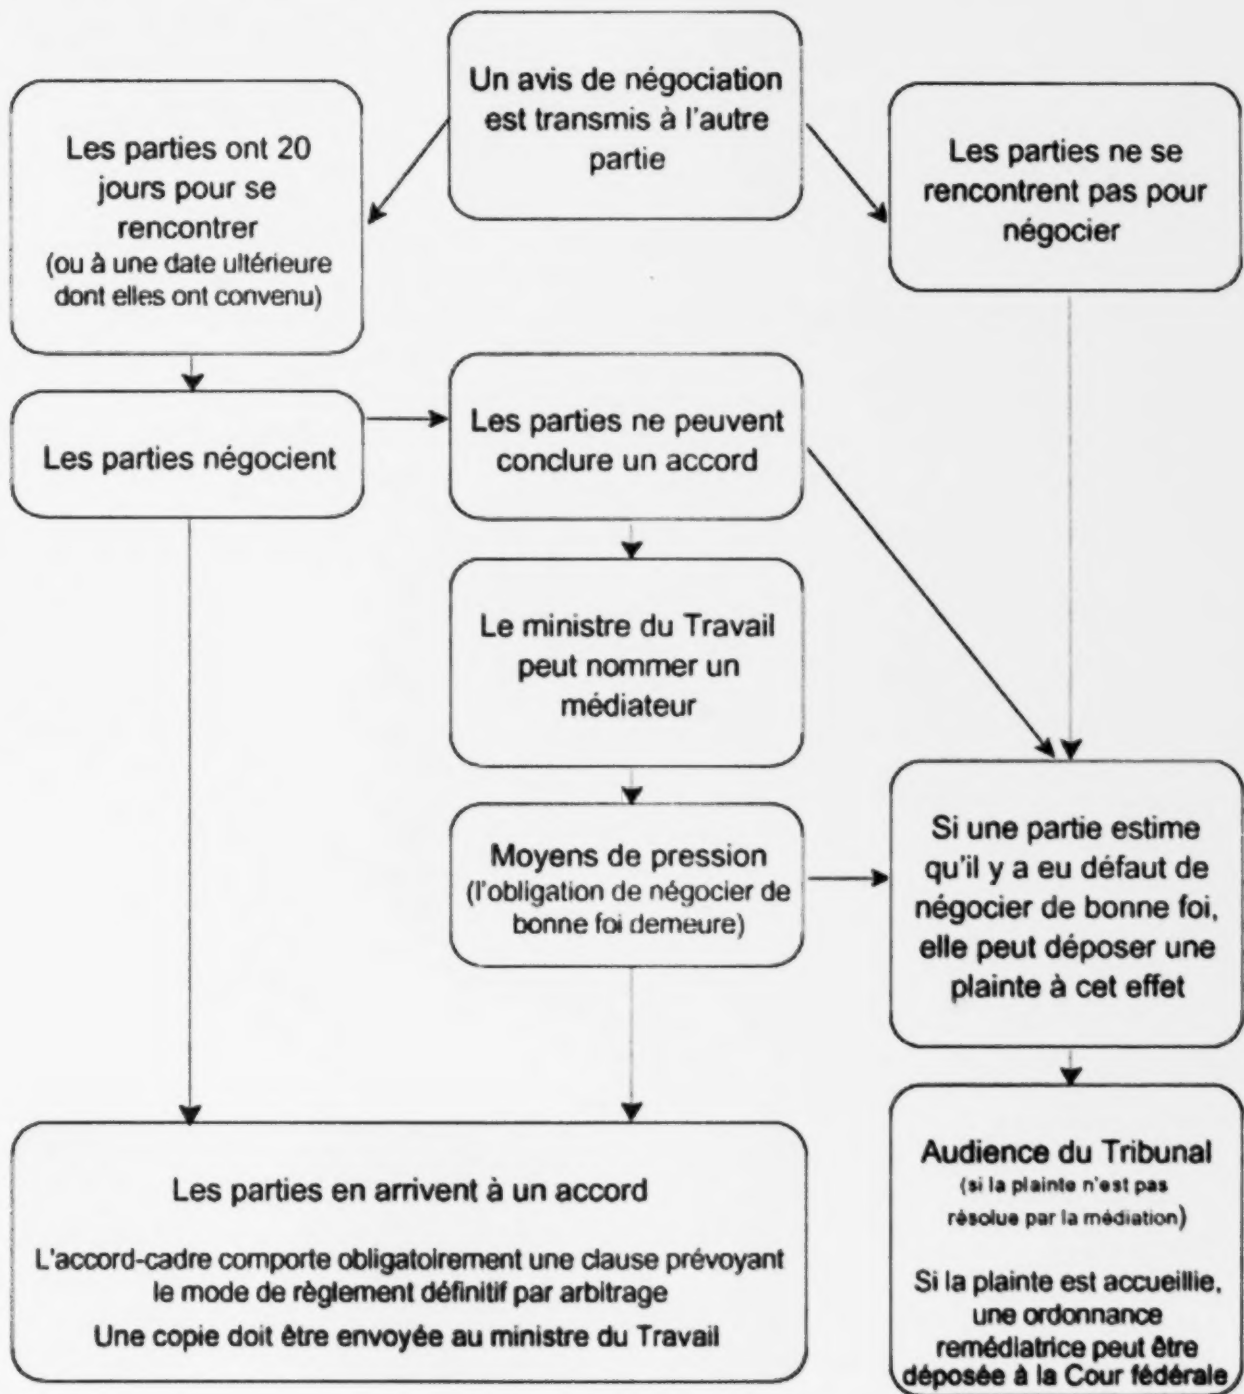 Un avis de négociation
est transmis à l'autre
partie
Les parties ont 20
jours pour se
rencontrer
(ou à une date ultérieure
dont elles ont convenu)
Les parties ne se
rencontrent pas pour
négocier
Les parties négocient
Les parties ne peuvent
conclure un accord
Le ministre du Travail
peut nommer un
médiateur
Moyens de pression
(l'obligation de négocier de
bonne foi demeure)
Si une partie estime
qu'il y a eu défaut de
négocier de bonne foi,
elle peut déposer une
plainte à cet effet
Les parties en arrivent à un accord
L'accord-cadre comporte obligatoirement une clause prévoyant
le mode de règlement définitif par arbitrage
Une copie doit être envoyée au ministre du Travail
Audience du Tribunal
(si la plainte n'est pas
résolue par la médiation)
Si la plainte est accueillie,
une ordonnance
remédiatrice peut être
déposée à la Cour fédérale